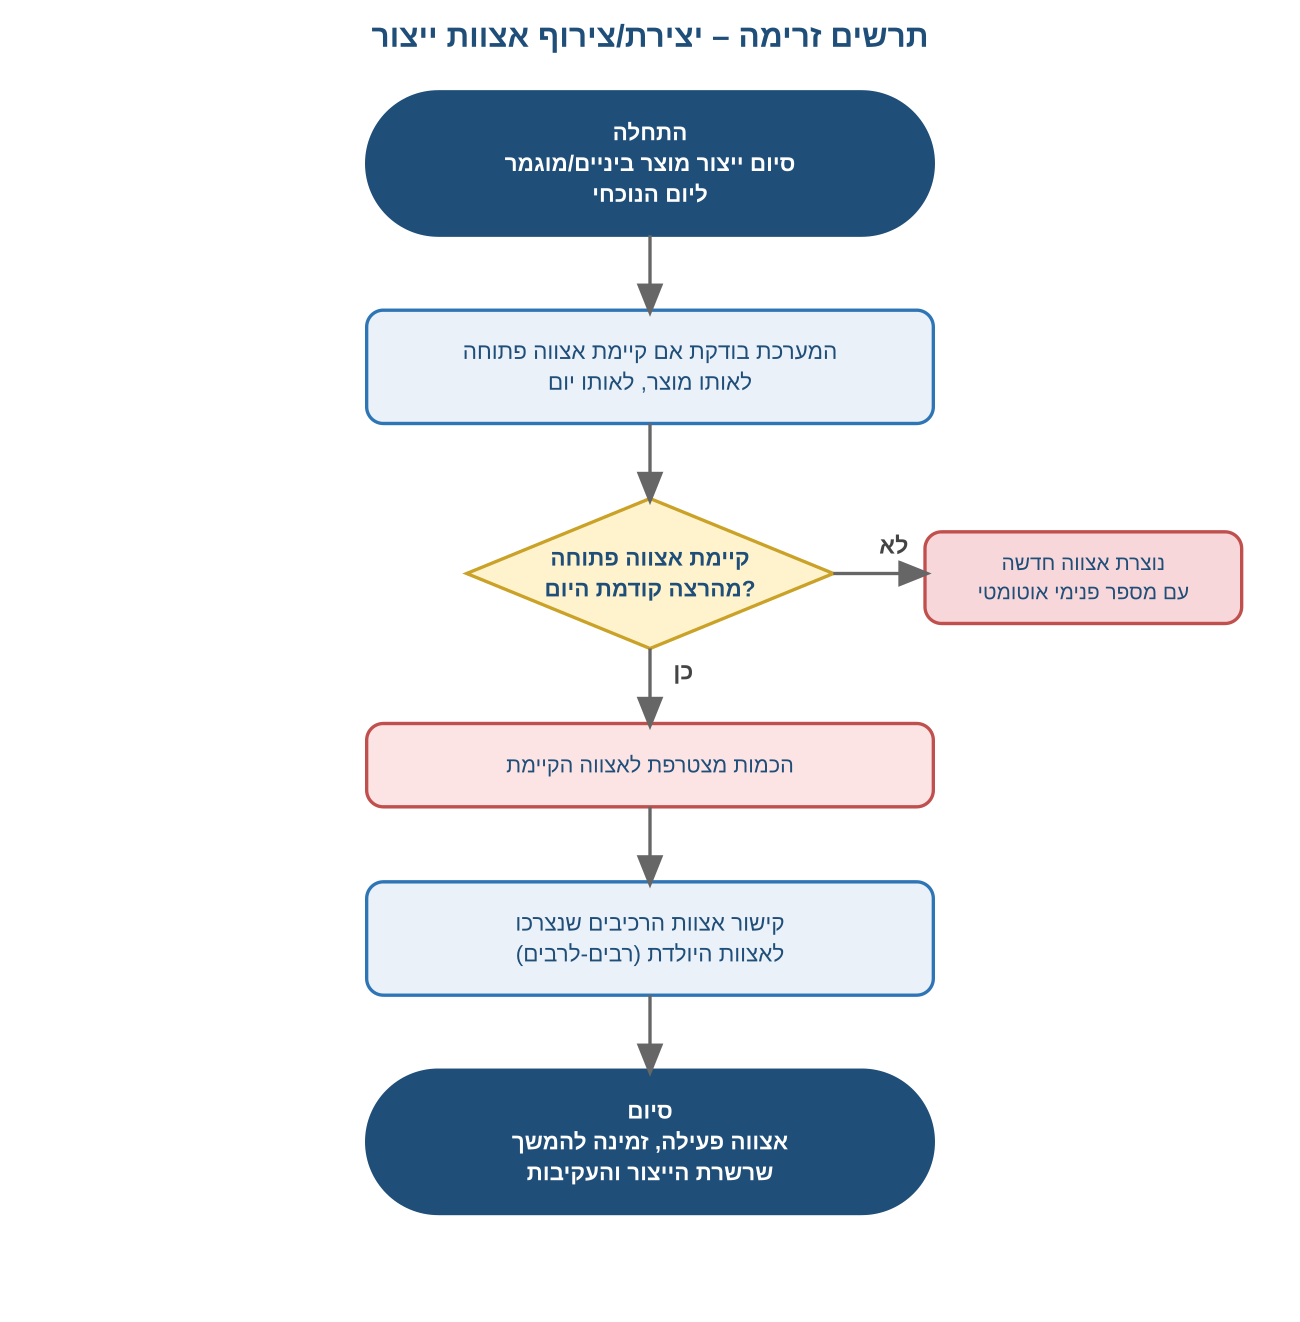 תרשים זרימה – יצירת/צירוף אצוות ייצור
התחלה
סיום ייצור מוצר ביניים/מוגמר
ליום הנוכחי
המערכת בודקת אם קיימת אצווה פתוחה
לאותו מוצר, לאותו יום
קיימת אצווה פתוחה
מהרצה קודמת היום?
לא
נוצרת אצווה חדשה
עם מספר פנימי אוטומטי
כן
הכמות מצטרפת לאצווה הקיימת
קישור אצוות הרכיבים שנצרכו
לאצוות היולדת (רבים-לרבים)
סיום
אצווה פעילה, זמינה להמשך
שרשרת הייצור והעקיבות